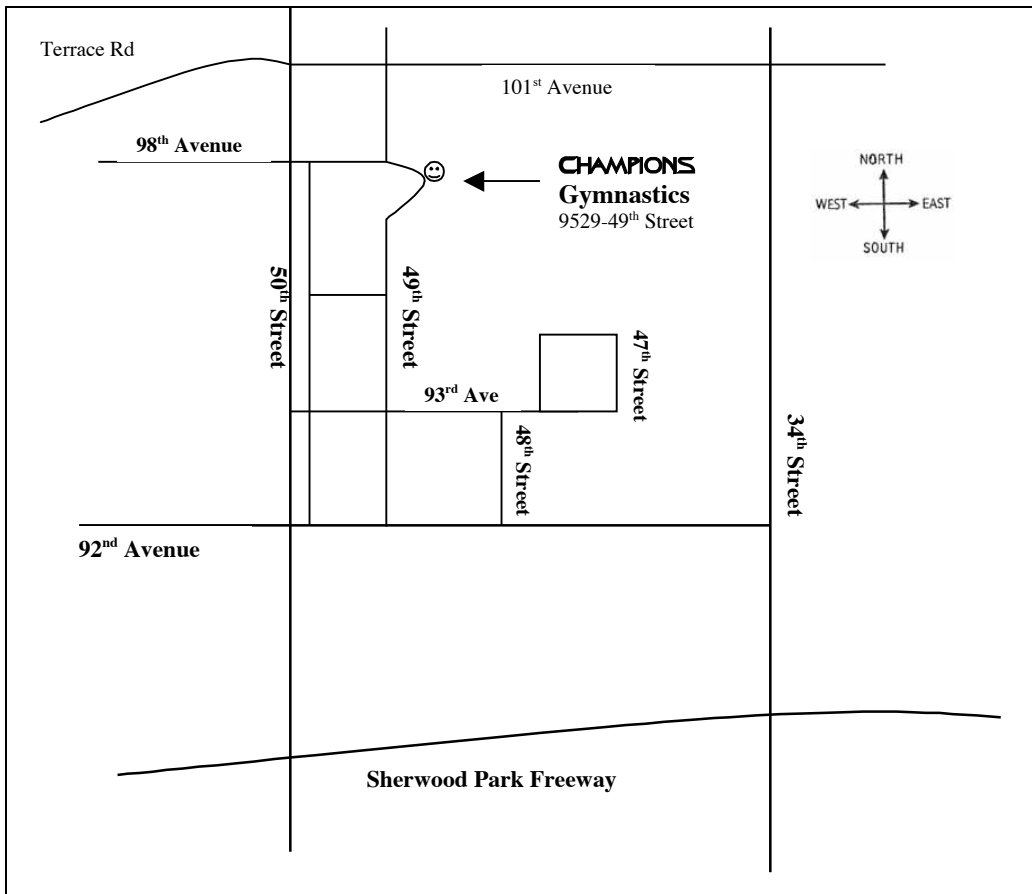 Terrace Rd
101st Avenue
98th Avenue
CHAMPIONS
Gymnastics
9529-49th Street
NORTH
WEST
EAST
SOUTH
50th Street
49th Street
47th Street
93rd Ave
48th Street
34th Street
92nd Avenue
Sherwood Park Freeway